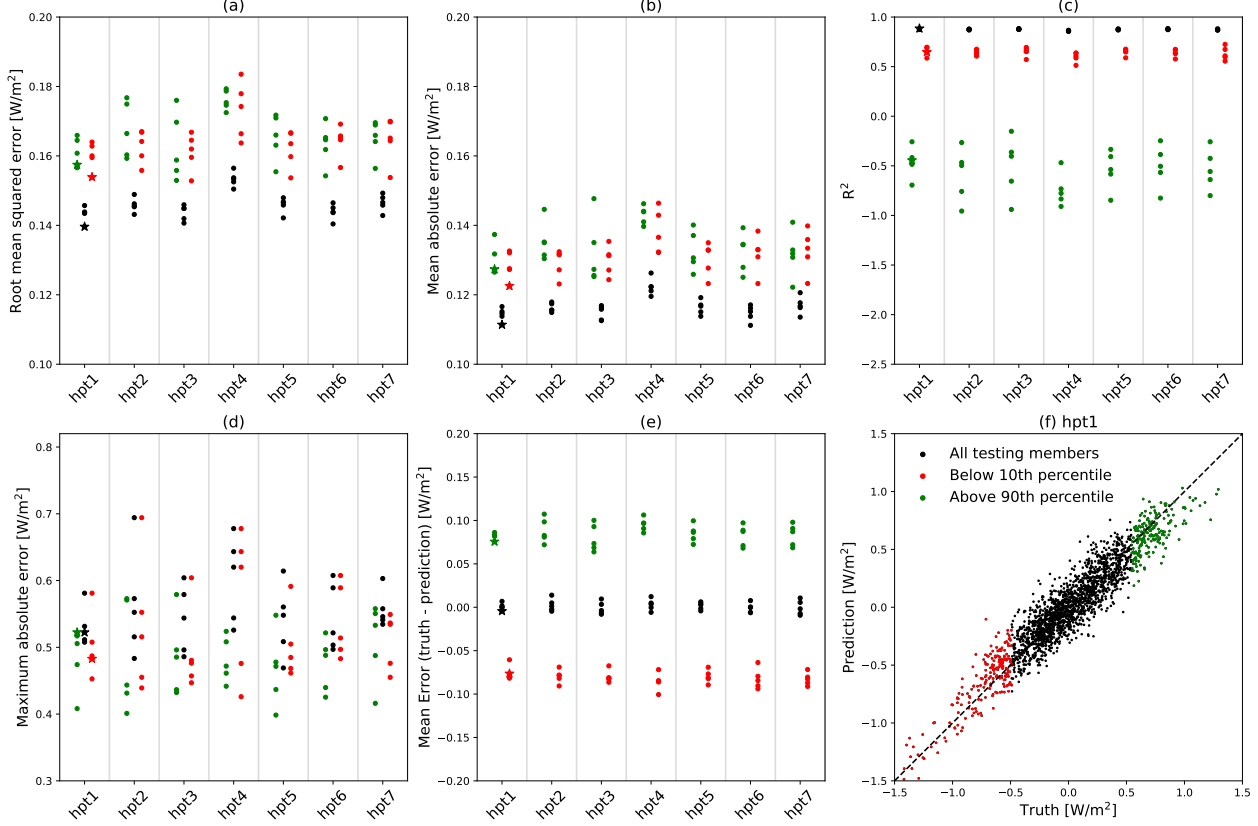 (a)
Root mean squared error [W/m²]
0.20
0.18
0.16
0.14
0.12
0.10
hpt1 hpt2 hpt3 hpt4 hpt5 hpt6 hpt7
(b)
Mean absolute error [W/m²]
0.20
0.18
0.16
0.14
0.12
0.10
hpt1 hpt2 hpt3 hpt4 hpt5 hpt6 hpt7
(c)
R²
1.0
0.5
0.0
−0.5
−1.0
−1.5
−2.0
−2.5
hpt1 hpt2 hpt3 hpt4 hpt5 hpt6 hpt7
(d)
Maximum absolute error [W/m²]
0.8
0.7
0.6
0.5
0.4
0.3
hpt1 hpt2 hpt3 hpt4 hpt5 hpt6 hpt7
(e)
Mean Error (truth - prediction) [W/m²]
0.20
0.15
0.10
0.05
0.00
−0.05
−0.10
−0.15
−0.20
hpt1 hpt2 hpt3 hpt4 hpt5 hpt6 hpt7
(f) hpt1
All testing members
Below 10th percentile
Above 90th percentile
Prediction [W/m²]
1.5
1.0
0.5
0.0
−0.5
−1.0
−1.5
−1.5 −1.0 −0.5 0.0 0.5 1.0 1.5
Truth [W/m²]